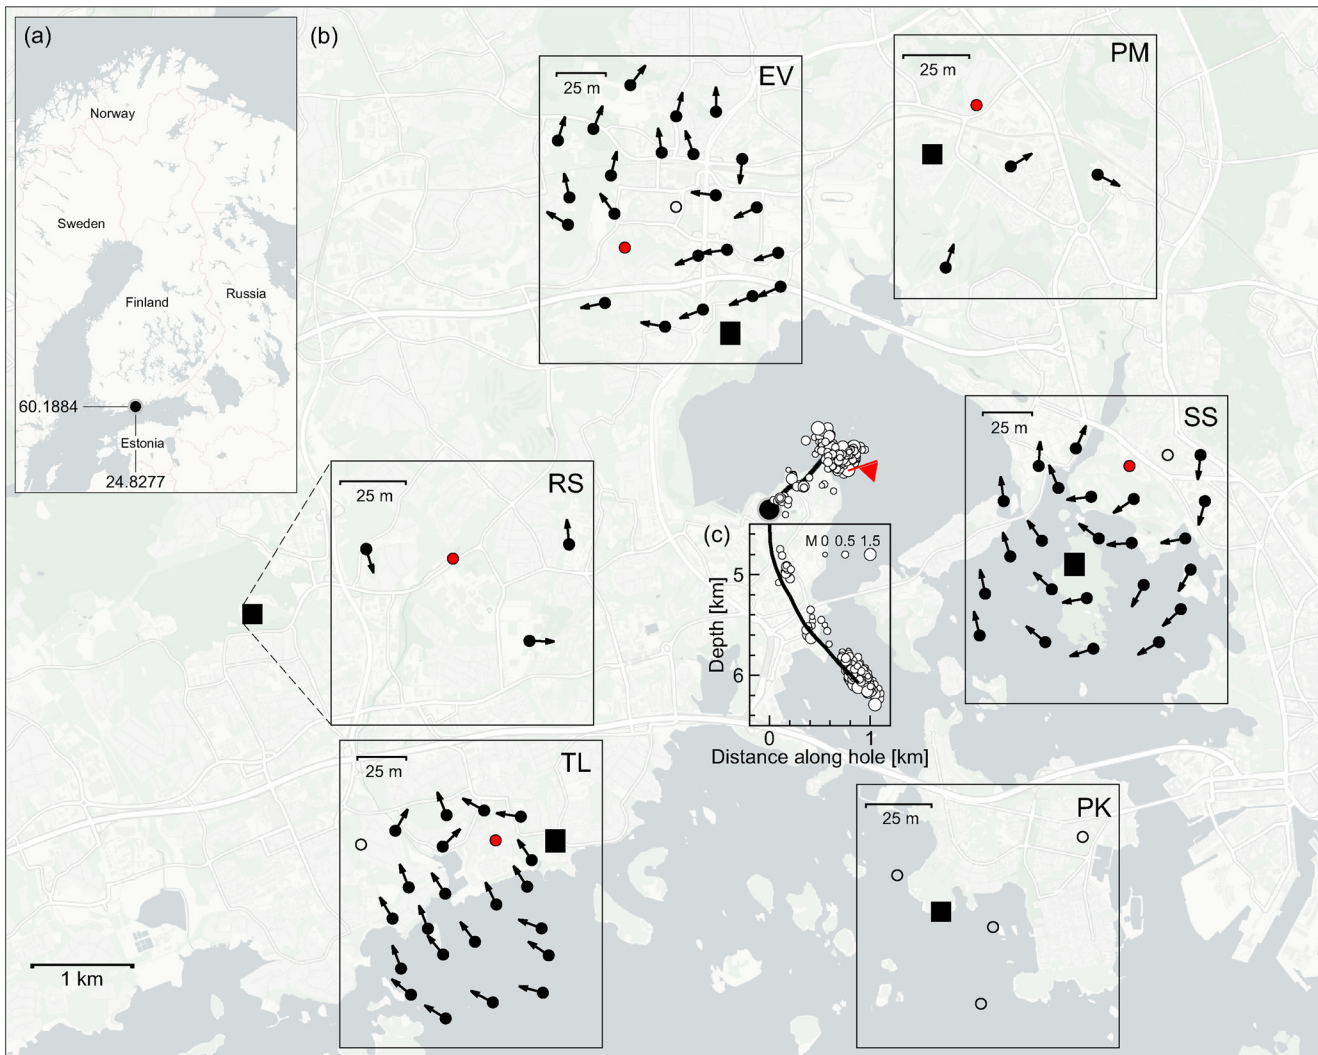 (a)
Norway
Sweden
Finland
Russia
60.1884
Estonia
24.8277
(b)
25 m
EV
25 m
PM
25 m
SS
25 m
RS
(c)
M 0 0.5 1.5
5
6
Depth [km]
0 1
Distance along hole [km]
25 m
TL
25 m
PK
1 km